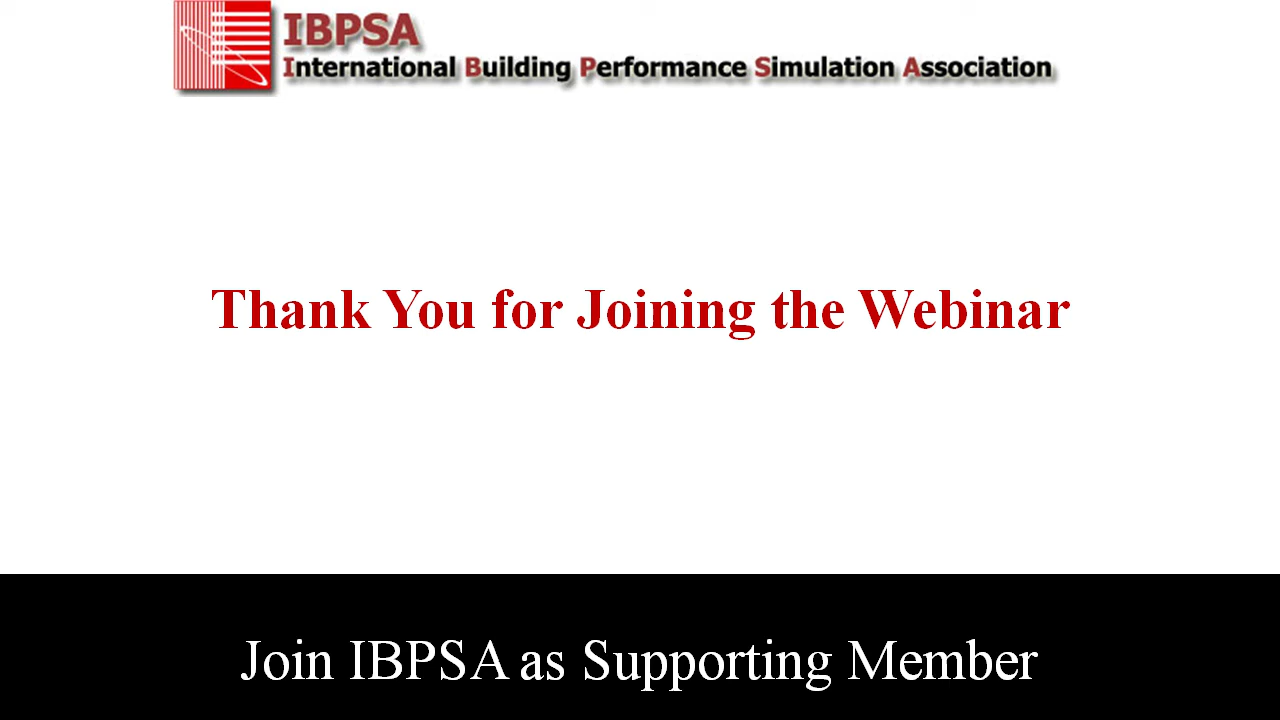 IBPSA
International Building Performance Simulation Association
Thank You for Joining the Webinar
Join IBPSA as Supporting Member